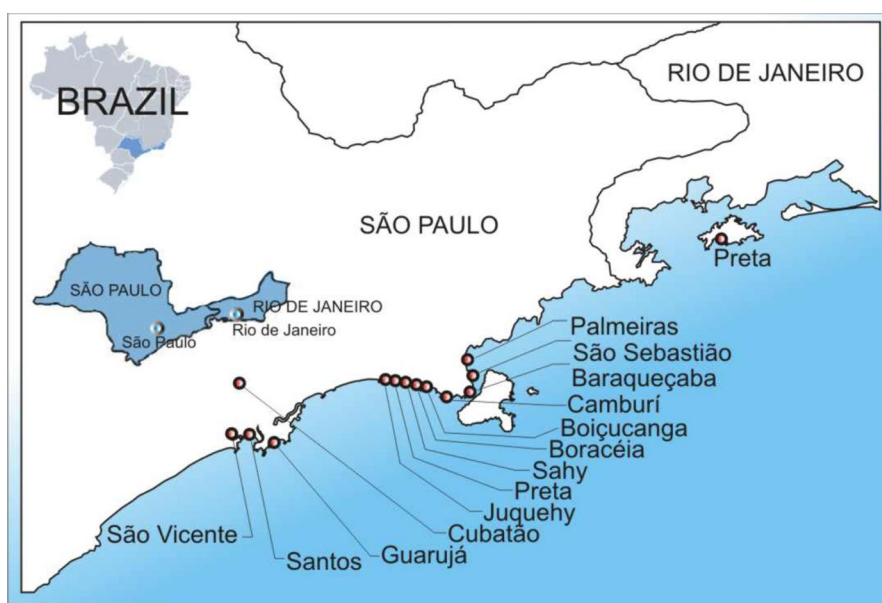 BRAZIL
RIO DE JANEIRO
SÃO PAULO
Preta
SÃO PAULO
RIO DE JANEIRO
São Paulo
Rio de Janeiro
Palmeiras
São Sebastião
Baraqueçaba
Camburí
Boiçucanga
Boracéia
Sahy
Preta
Juquehy
Cubatão
São Vicente
Guarujá
Santos